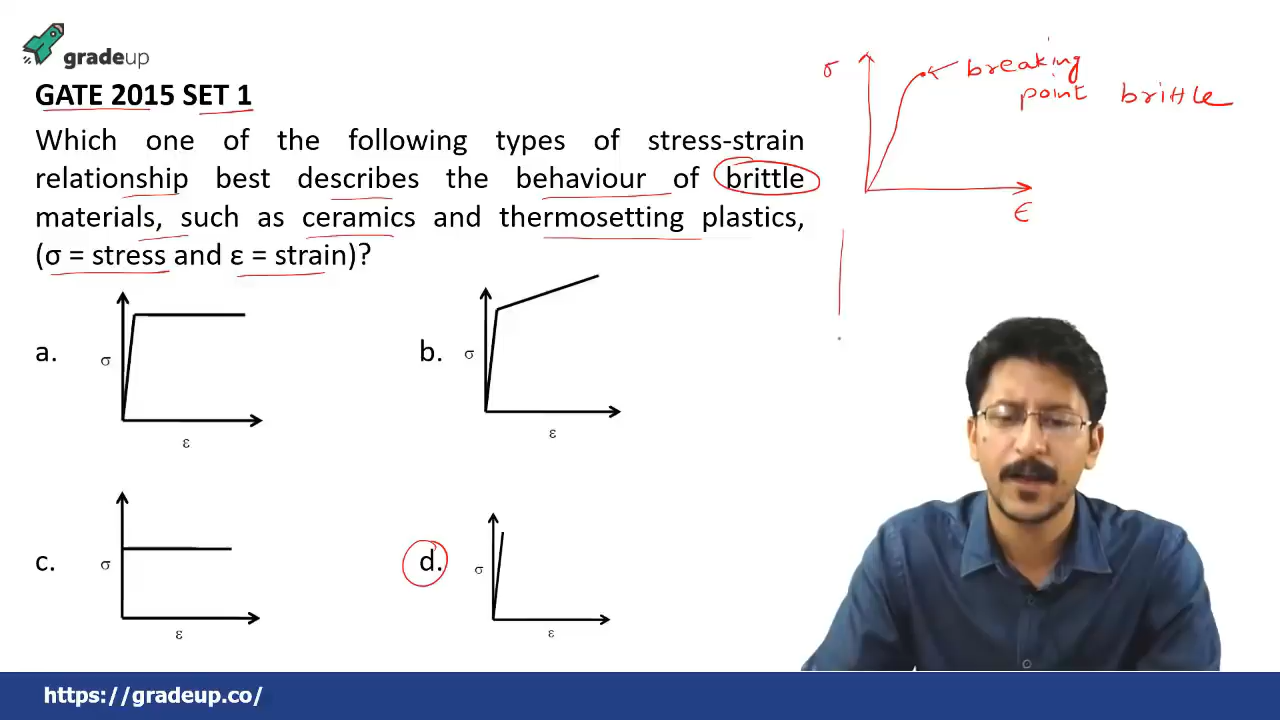 gradeup
GATE 2015 SET 1
Which one of the following types of stress-strain
relationship best describes the behaviour of brittle
materials, such as ceramics and thermosetting plastics,
(σ = stress and ε = strain)?
σ
breaking
point brittle
ε
a.
σ
ε
b.
σ
ε
c.
σ
ε
d.
σ
ε
https://gradeup.co/